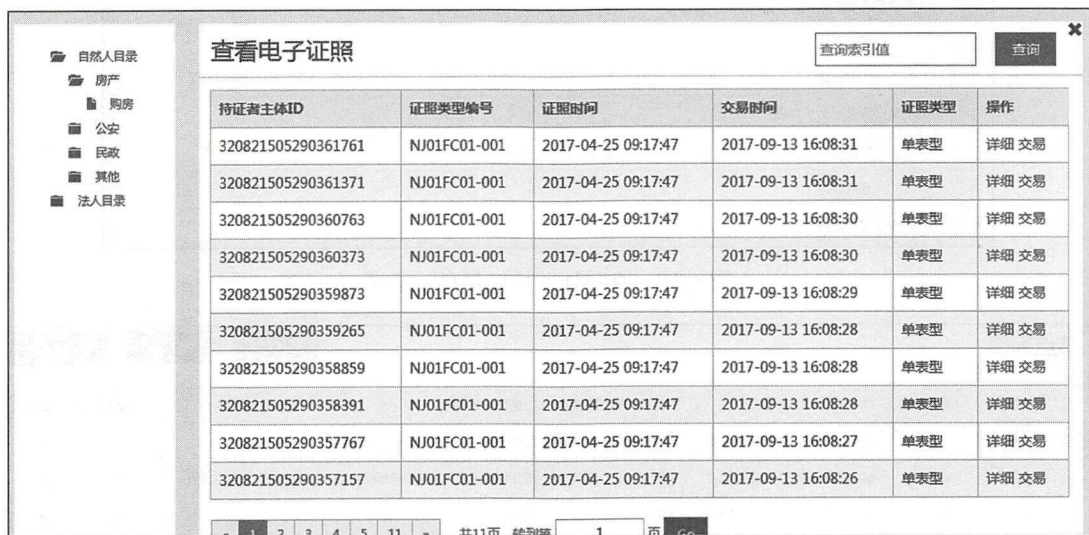 自然人目录
房产
购房
公安
民政
其他
法人目录
查看电子证照
查询索引值
查询
持证者主体ID 证照类型编号 证照时间 交易时间 证照类型 操作
320821505290361761 NJ01FC01-001 2017-04-25 09:17:47 2017-09-13 16:08:31 单表型 详细 交易
320821505290361371 NJ01FC01-001 2017-04-25 09:17:47 2017-09-13 16:08:31 单表型 详细 交易
320821505290360763 NJ01FC01-001 2017-04-25 09:17:47 2017-09-13 16:08:30 单表型 详细 交易
320821505290360373 NJ01FC01-001 2017-04-25 09:17:47 2017-09-13 16:08:30 单表型 详细 交易
320821505290359873 NJ01FC01-001 2017-04-25 09:17:47 2017-09-13 16:08:29 单表型 详细 交易
320821505290359265 NJ01FC01-001 2017-04-25 09:17:47 2017-09-13 16:08:28 单表型 详细 交易
320821505290358859 NJ01FC01-001 2017-04-25 09:17:47 2017-09-13 16:08:28 单表型 详细 交易
320821505290358391 NJ01FC01-001 2017-04-25 09:17:47 2017-09-13 16:08:28 单表型 详细 交易
320821505290357767 NJ01FC01-001 2017-04-25 09:17:47 2017-09-13 16:08:27 单表型 详细 交易
320821505290357157 NJ01FC01-001 2017-04-25 09:17:47 2017-09-13 16:08:26 单表型 详细 交易
« 1 2 3 4 5 11 » 共11页 转到第 1 页 Go